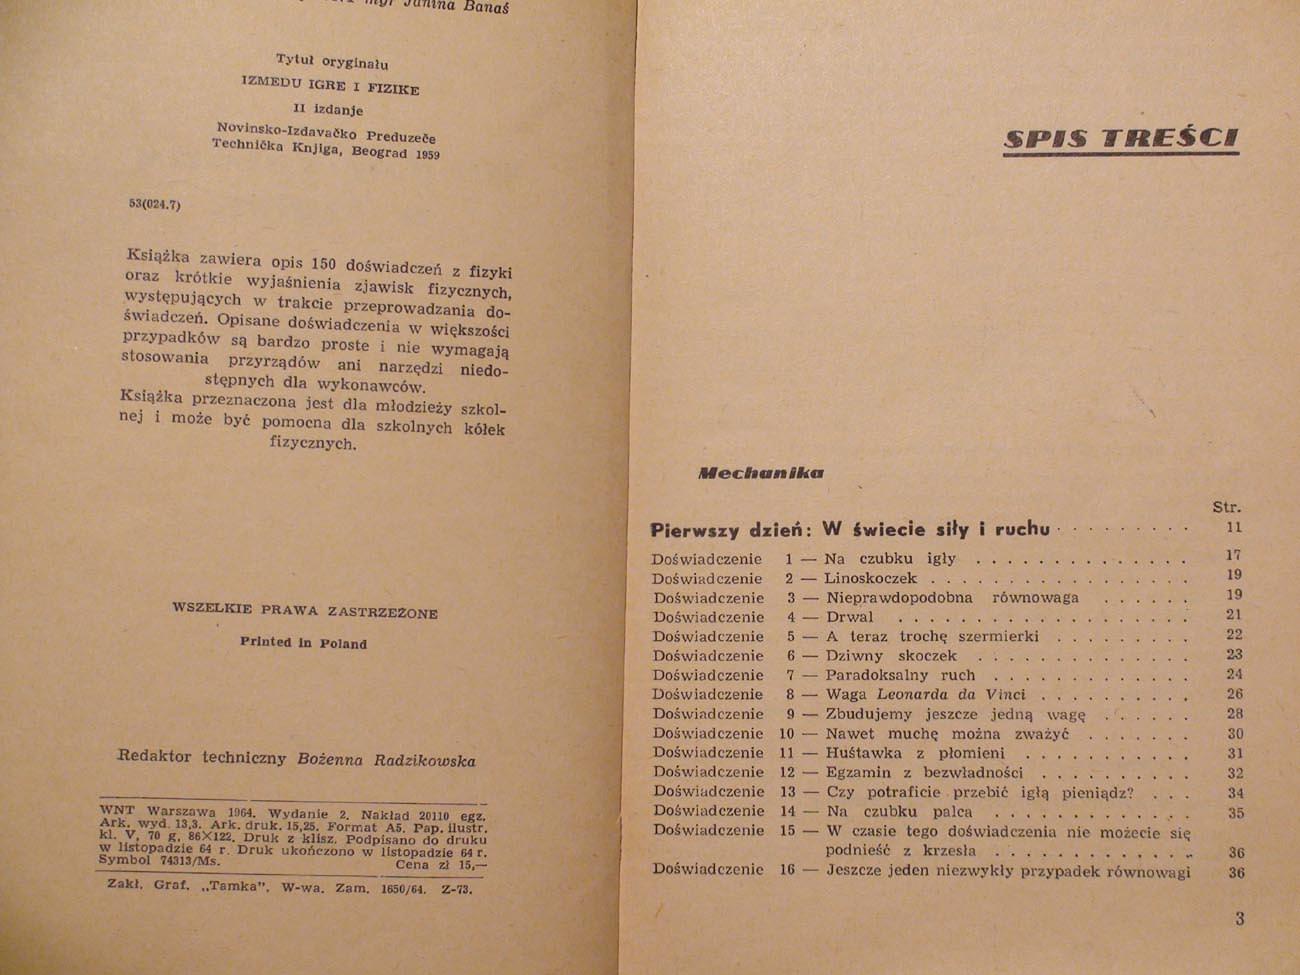 mgr Janina Banaś
Tytuł oryginału
IZMEDU IGRE I FIZIKE
II izdanje
Novinsko-Izdavačko Preduzeče
Technička Knjiga, Beograd 1959
53(024.7)
Książka zawiera opis 150 doświadczeń z fizyki
oraz krótkie wyjaśnienia zjawisk fizycznych,
występujących w trakcie przeprowadzania do-
świadczeń. Opisane doświadczenia w większości
przypadków są bardzo proste i nie wymagają
stosowania przyrządów ani narzędzi niedo-
stępnych dla wykonawców.
Książka przeznaczona jest dla młodzieży szkol-
nej i może być pomocna dla szkolnych kółek
fizycznych.
WSZELKIE PRAWA ZASTRZEŻONE
Printed in Poland
Redaktor techniczny Bożenna Radzikowska
WNT Warszawa 1964. Wydanie 2. Nakład 20110 egz.
Ark. wyd. 13,3. Ark. druk. 15,25. Format A5. Pap. ilustr.
kl. V, 70 g, 86×122. Druk z klisz. Podpisano do druku
w listopadzie 64 r. Druk ukończono w listopadzie 64 r.
Symbol 74313/Ms. Cena zł 15,—
Zakł. Graf. „Tamka”. W-wa. Zam. 1650/64. Z-73.
SPIS TREŚCI
Mechanika
Str.
Pierwszy dzień: W świecie siły i ruchu . . . . . . . . . 11
Doświadczenie 1 — Na czubku igły . . . . . . . . . . . . . 17
Doświadczenie 2 — Linoskoczek . . . . . . . . . . . . . . . 19
Doświadczenie 3 — Nieprawdopodobna równowaga . . . . . . 19
Doświadczenie 4 — Drwal . . . . . . . . . . . . . . . . . 21
Doświadczenie 5 — A teraz trochę szermierki . . . . . . . . 22
Doświadczenie 6 — Dziwny skoczek . . . . . . . . . . . . . 23
Doświadczenie 7 — Paradoksalny ruch . . . . . . . . . . . . 24
Doświadczenie 8 — Waga Leonarda da Vinci . . . . . . . . . 26
Doświadczenie 9 — Zbudujemy jeszcze jedną wagę . . . . . . 28
Doświadczenie 10 — Nawet muchę można zważyć . . . . . . . 30
Doświadczenie 11 — Huśtawka z płomieni . . . . . . . . . . 31
Doświadczenie 12 — Egzamin z bezwładności . . . . . . . . . 32
Doświadczenie 13 — Czy potraficie przebić igłą pieniądz? . . . 34
Doświadczenie 14 — Na czubku palca . . . . . . . . . . . . 35
Doświadczenie 15 — W czasie tego doświadczenia nie możecie się
podnieść z krzesła . . . . . . . . . . . . 36
Doświadczenie 16 — Jeszcze jeden niezwykły przypadek równowagi 36
3